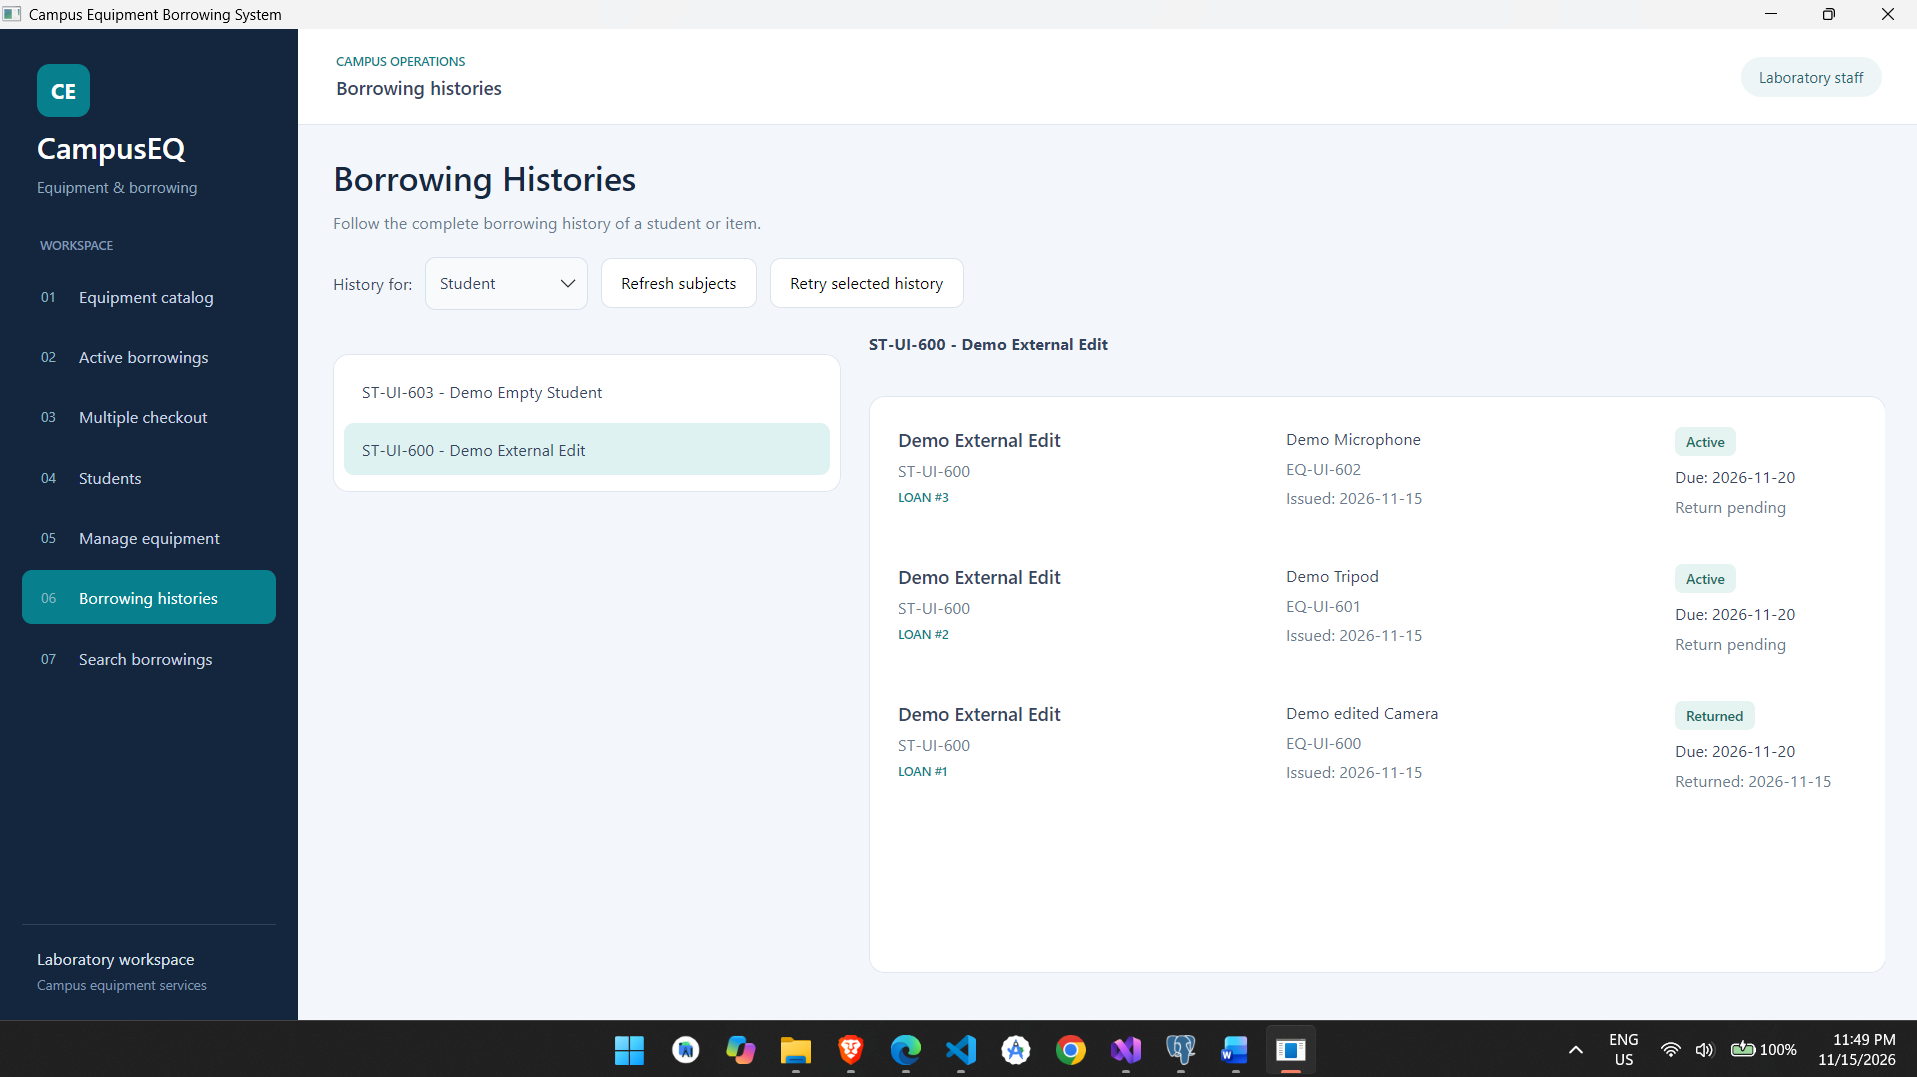 Campus Equipment Borrowing System
CE
CampusEQ
Equipment & borrowing
WORKSPACE
01 Equipment catalog
02 Active borrowings
03 Multiple checkout
04 Students
05 Manage equipment
06 Borrowing histories
07 Search borrowings
Laboratory workspace
Campus equipment services
CAMPUS OPERATIONS
Borrowing histories
Laboratory staff
Borrowing Histories
Follow the complete borrowing history of a student or item.
History for: Student Refresh subjects Retry selected history
ST-UI-603 - Demo Empty Student
ST-UI-600 - Demo External Edit
ST-UI-600 - Demo External Edit
Demo External Edit
ST-UI-600
LOAN #3
Demo Microphone
EQ-UI-602
Issued: 2026-11-15
Active
Due: 2026-11-20
Return pending
Demo External Edit
ST-UI-600
LOAN #2
Demo Tripod
EQ-UI-601
Issued: 2026-11-15
Active
Due: 2026-11-20
Return pending
Demo External Edit
ST-UI-600
LOAN #1
Demo edited Camera
EQ-UI-600
Issued: 2026-11-15
Returned
Due: 2026-11-20
Returned: 2026-11-15
ENG
US
100%
11:49 PM
11/15/2026